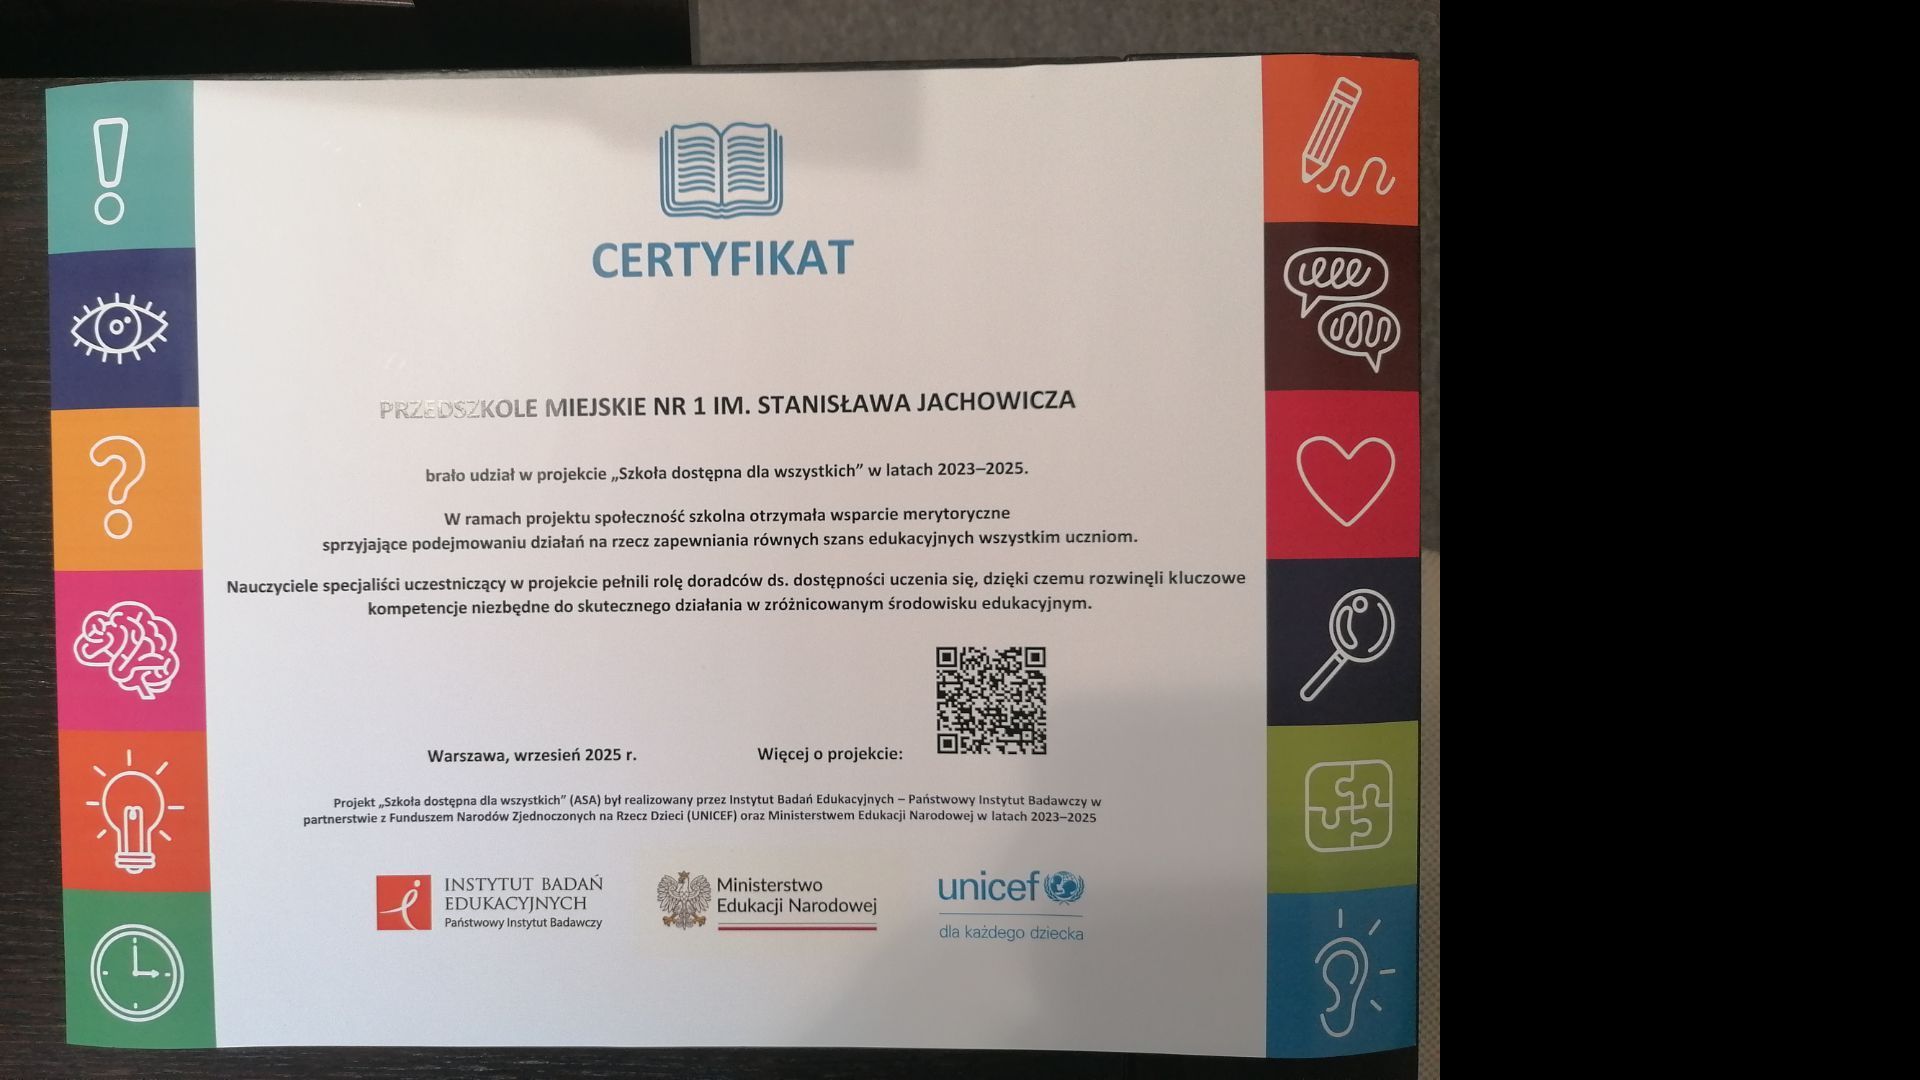 CERTYFIKAT
PRZEDSZKOLE MIEJSKIE NR 1 IM. STANISŁAWA JACHOWICZA
brało udział w projekcie „Szkoła dostępna dla wszystkich” w latach 2023–2025.
W ramach projektu społeczność szkolna otrzymała wsparcie merytoryczne
sprzyjające podejmowaniu działań na rzecz zapewniania równych szans edukacyjnych wszystkim uczniom.
Nauczyciele specjaliści uczestniczący w projekcie pełnili rolę doradców ds. dostępności uczenia się, dzięki czemu rozwinęli kluczowe
kompetencje niezbędne do skutecznego działania w zróżnicowanym środowisku edukacyjnym.
Warszawa, wrzesień 2025 r.
Więcej o projekcie:
Projekt „Szkoła dostępna dla wszystkich” (ASA) był realizowany przez Instytut Badań Edukacyjnych – Państwowy Instytut Badawczy w
partnerstwie z Funduszem Narodów Zjednoczonych na Rzecz Dzieci (UNICEF) oraz Ministerstwem Edukacji Narodowej w latach 2023–2025
INSTYTUT BADAŃ
EDUKACYJNYCH
Państwowy Instytut Badawczy
Ministerstwo
Edukacji Narodowej
unicef
dla każdego dziecka